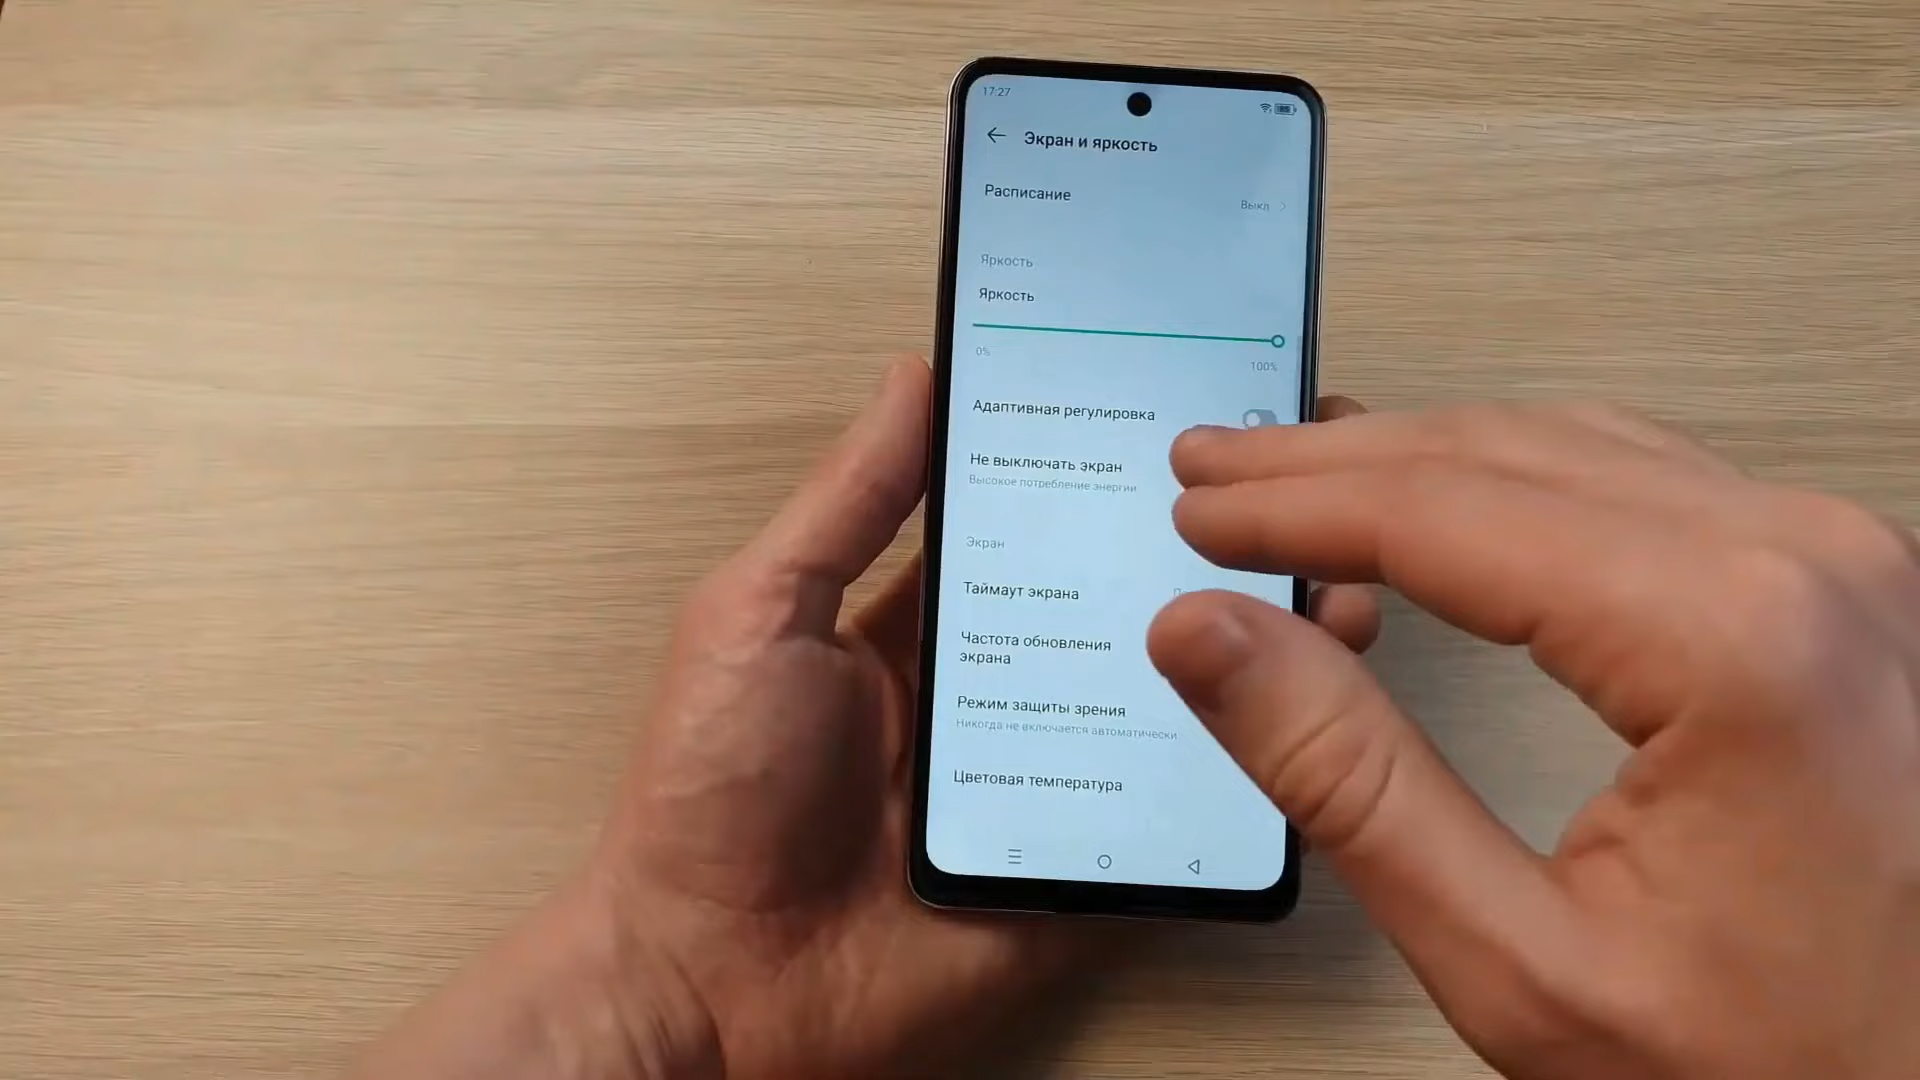 17:27
Экран и яркость
Расписание
Выкл
Яркость
Яркость
0%
100%
Адаптивная регулировка
Не выключать экран
Высокое потребление энергии
Экран
Таймаут экрана
Частота обновления
экрана
Режим защиты зрения
Никогда не включается автоматически
Цветовая температура